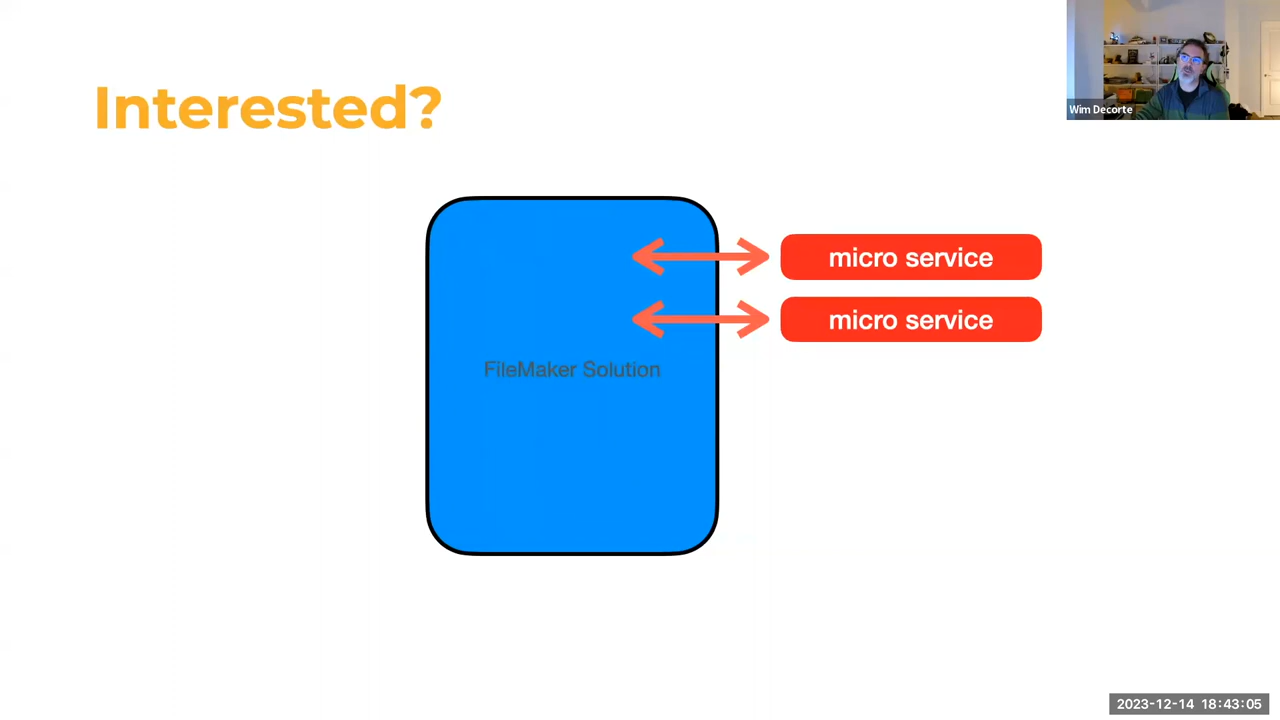 Interested?
Wim Decorte
micro service
micro service
FileMaker Solution
2023-12-14 18:43:05